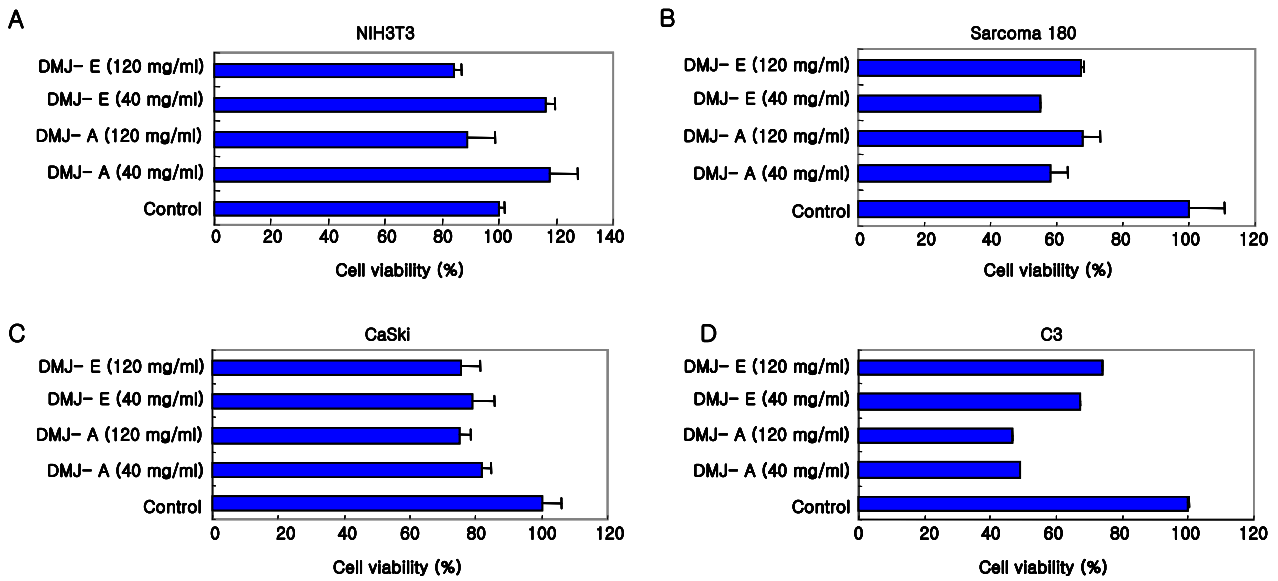 A
NIH3T3
DMJ- E (120 mg/ml)
DMJ- E (40 mg/ml)
DMJ- A (120 mg/ml)
DMJ- A (40 mg/ml)
Control
0 20 40 60 80 100 120 140
Cell viability (%)
B
Sarcoma 180
DMJ- E (120 mg/ml)
DMJ- E (40 mg/ml)
DMJ- A (120 mg/ml)
DMJ- A (40 mg/ml)
Control
0 20 40 60 80 100 120
Cell viability (%)
C
CaSki
DMJ- E (120 mg/ml)
DMJ- E (40 mg/ml)
DMJ- A (120 mg/ml)
DMJ- A (40 mg/ml)
Control
0 20 40 60 80 100 120
Cell viability (%)
D
C3
DMJ- E (120 mg/ml)
DMJ- E (40 mg/ml)
DMJ- A (120 mg/ml)
DMJ- A (40 mg/ml)
Control
0 20 40 60 80 100 120
Cell viability (%)